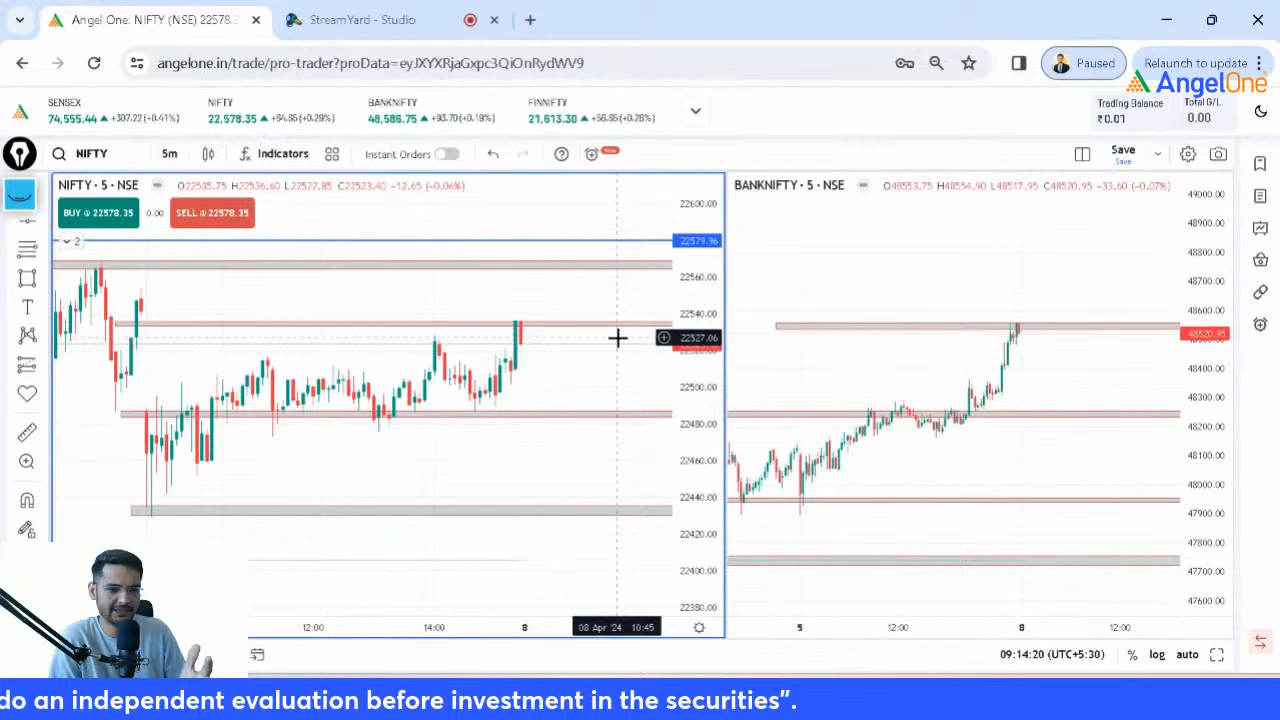 Angel One: NIFTY (NSE) 22578.3
StreamYard - Studio
angelone.in/trade/pro-trader?proData=eyJXYXRjaGxpc3QiOnRydWV9
Paused
Relaunch to update
AngelOne
SENSEX
74,555.44 +307.22 (+0.41%)
NIFTY
22,578.35 +64.65 (+0.29%)
BANKNIFTY
48,586.75 +93.70 (+0.19%)
FINNIFTY
21,613.30 +56.65 (+0.26%)
Trading Balance
₹0.01
Total G/L
0.00
NIFTY
5m
Indicators
Instant Orders
New
Save
Save
NIFTY · 5 · NSE
O22535.75 H22536.60 L22522.85 C22523.40 -12.65 (-0.06%)
BUY @ 22578.35
0.00
SELL @ 22578.35
2
22600.00
22579.96
22560.00
22540.00
22527.06
22500.00
22480.00
22460.00
22440.00
22420.00
22400.00
22380.00
12:00
14:00
8
08 Apr '24 10:45
BANKNIFTY · 5 · NSE
O48553.75 H48554.90 L48517.95 C48520.95 -33.60 (-0.07%)
49000.00
48900.00
48800.00
48700.00
48600.00
48520.95
48400.00
48300.00
48200.00
48100.00
48000.00
47900.00
47800.00
47700.00
47600.00
5
12:00
8
12:00
09:14:20 (UTC+5:30)
%
log
auto
do an independent evaluation before investment in the securities”.